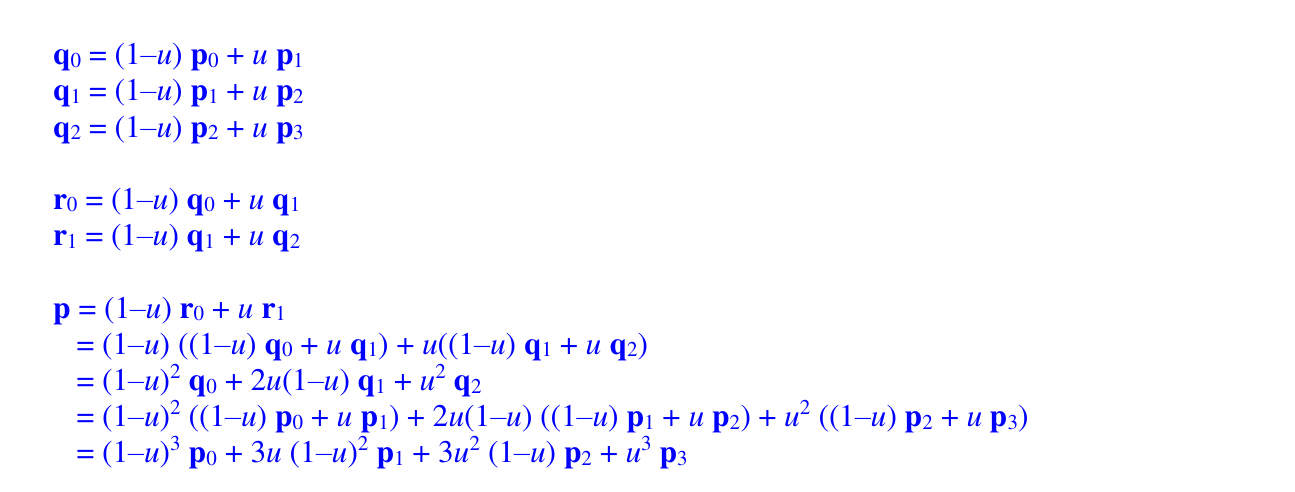 q₀ = (1–u) p₀ + u p₁
q₁ = (1–u) p₁ + u p₂
q₂ = (1–u) p₂ + u p₃
r₀ = (1–u) q₀ + u q₁
r₁ = (1–u) q₁ + u q₂
p = (1–u) r₀ + u r₁
= (1–u) ((1–u) q₀ + u q₁) + u((1–u) q₁ + u q₂)
= (1–u)² q₀ + 2u(1–u) q₁ + u² q₂
= (1–u)² ((1–u) p₀ + u p₁) + 2u(1–u) ((1–u) p₁ + u p₂) + u² ((1–u) p₂ + u p₃)
= (1–u)³ p₀ + 3u (1–u)² p₁ + 3u² (1–u) p₂ + u³ p₃